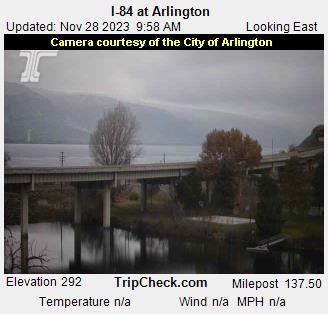 I-84 at Arlington
Updated: Nov 28 2023 9:58 AM Looking East
Camera courtesy of the City of Arlington
Elevation 292 TripCheck.com Milepost 137.50
Temperature n/a Wind n/a MPH n/a